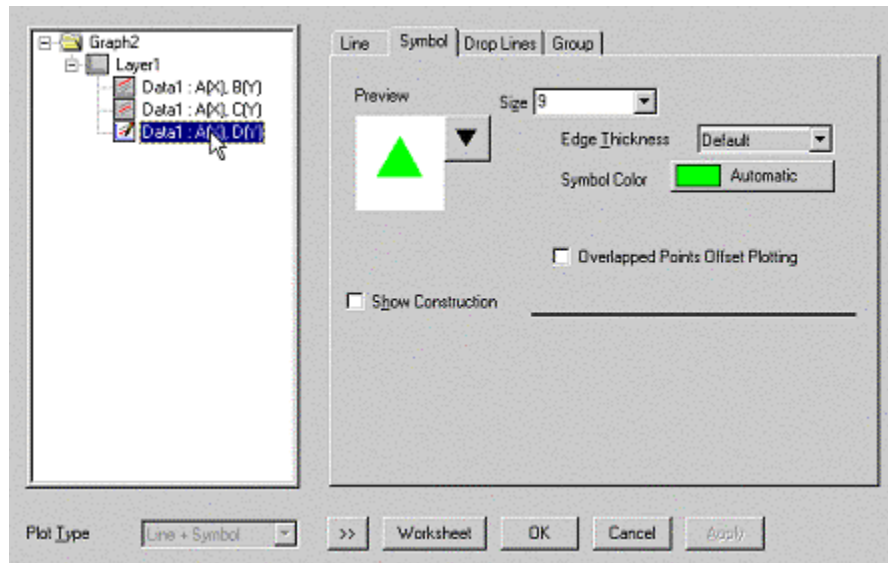 Graph2
Layer1
Data1 : A(X), B(Y)
Data1 : A(X), C(Y)
Data1 : A(X), D(Y)
Line Symbol Drop Lines Group
Preview
Size 9
Edge Thickness Default
Symbol Color Automatic
Overlapped Points Offset Plotting
Show Construction
Plot Type Line + Symbol >> Worksheet OK Cancel Apply